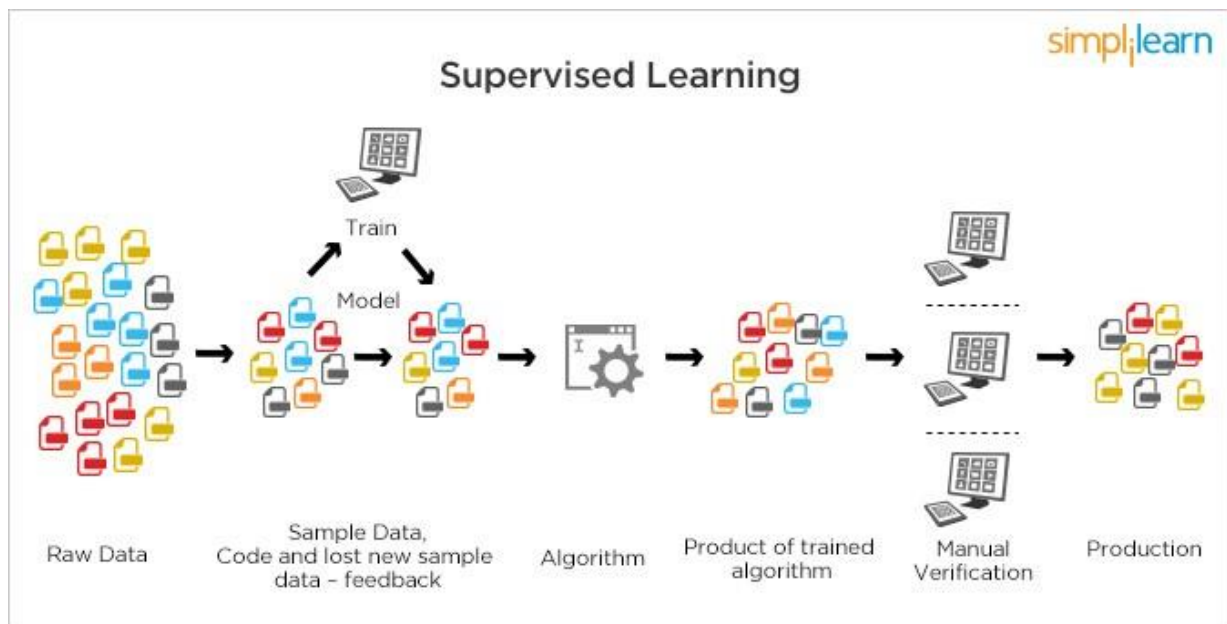 simplilearn
Supervised Learning
Train
Model
Raw Data
Sample Data,
Code and lost new sample
data – feedback
Algorithm
Product of trained
algorithm
Manual
Verification
Production